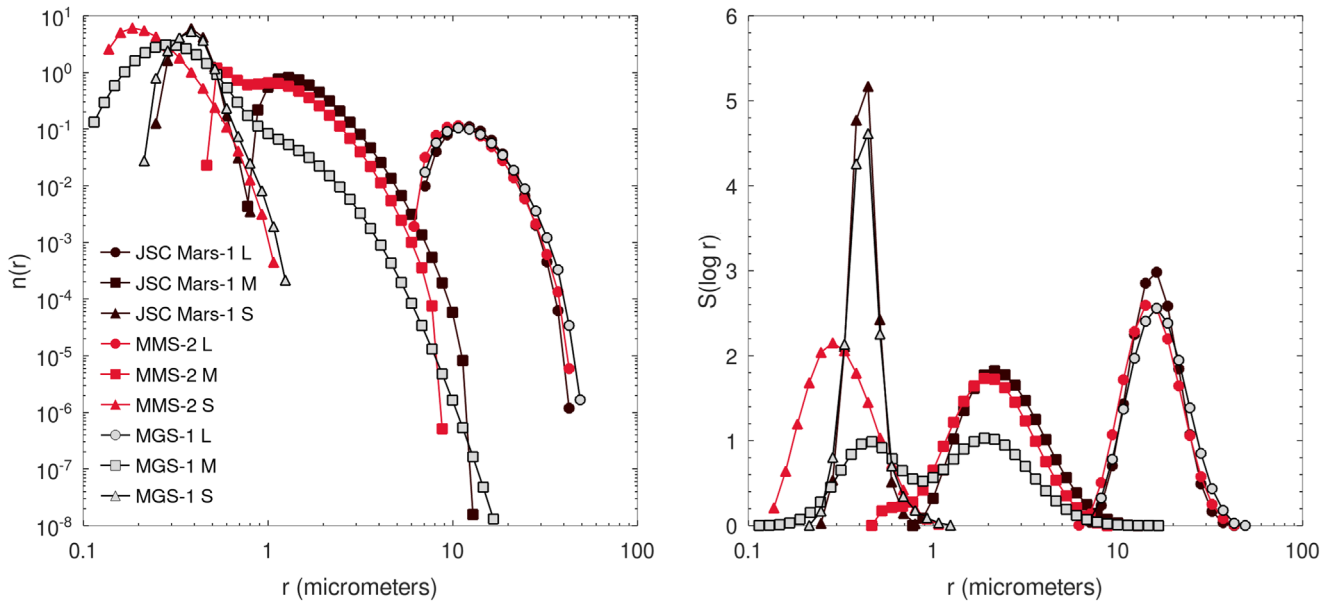 10¹
10⁰
10⁻¹
10⁻²
10⁻³
10⁻⁴
10⁻⁵
10⁻⁶
10⁻⁷
10⁻⁸
n(r)
JSC Mars-1 L
JSC Mars-1 M
JSC Mars-1 S
MMS-2 L
MMS-2 M
MMS-2 S
MGS-1 L
MGS-1 M
MGS-1 S
0.1 1 10 100
r (micrometers)
6
5
4
3
2
1
0
S(log r)
0.1 1 10 100
r (micrometers)